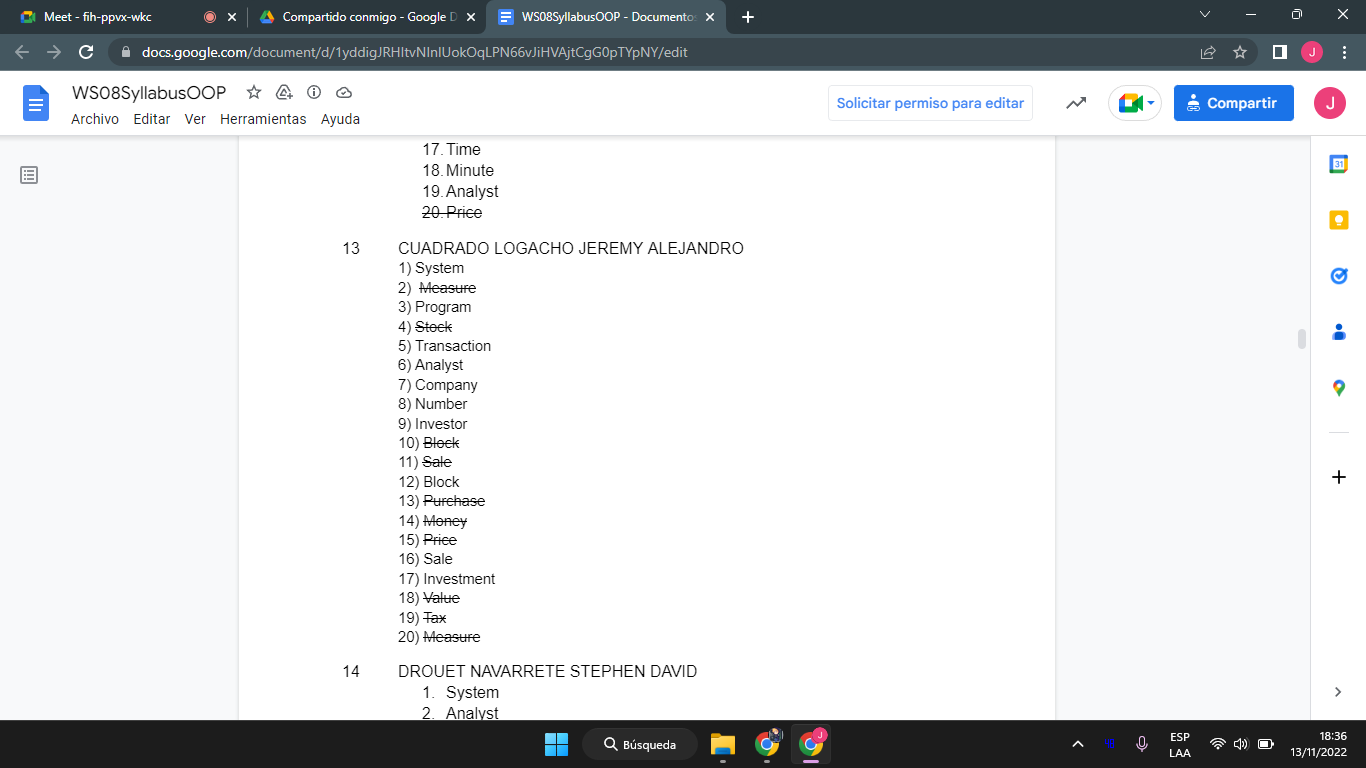 Meet - fih-ppvx-wkc
Compartido conmigo - Google D
WS08SyllabusOOP - Documentos
docs.google.com/document/d/1yddigJRHItvNInIUokOqLPN66vJiHVAjtCgG0pTYpNY/edit
J
WS08SyllabusOOP
Archivo Editar Ver Herramientas Ayuda
Solicitar permiso para editar
Compartir
J
31
17. Time
18. Minute
19. Analyst
20. Price
13 CUADRADO LOGACHO JEREMY ALEJANDRO
1) System
2) Measure
3) Program
4) Stock
5) Transaction
6) Analyst
7) Company
8) Number
9) Investor
10) Block
11) Sale
12) Block
13) Purchase
14) Money
15) Price
16) Sale
17) Investment
18) Value
19) Tax
20) Measure
14 DROUET NAVARRETE STEPHEN DAVID
1. System
2. Analyst
Búsqueda
J
ESP
LAA
18:36
13/11/2022